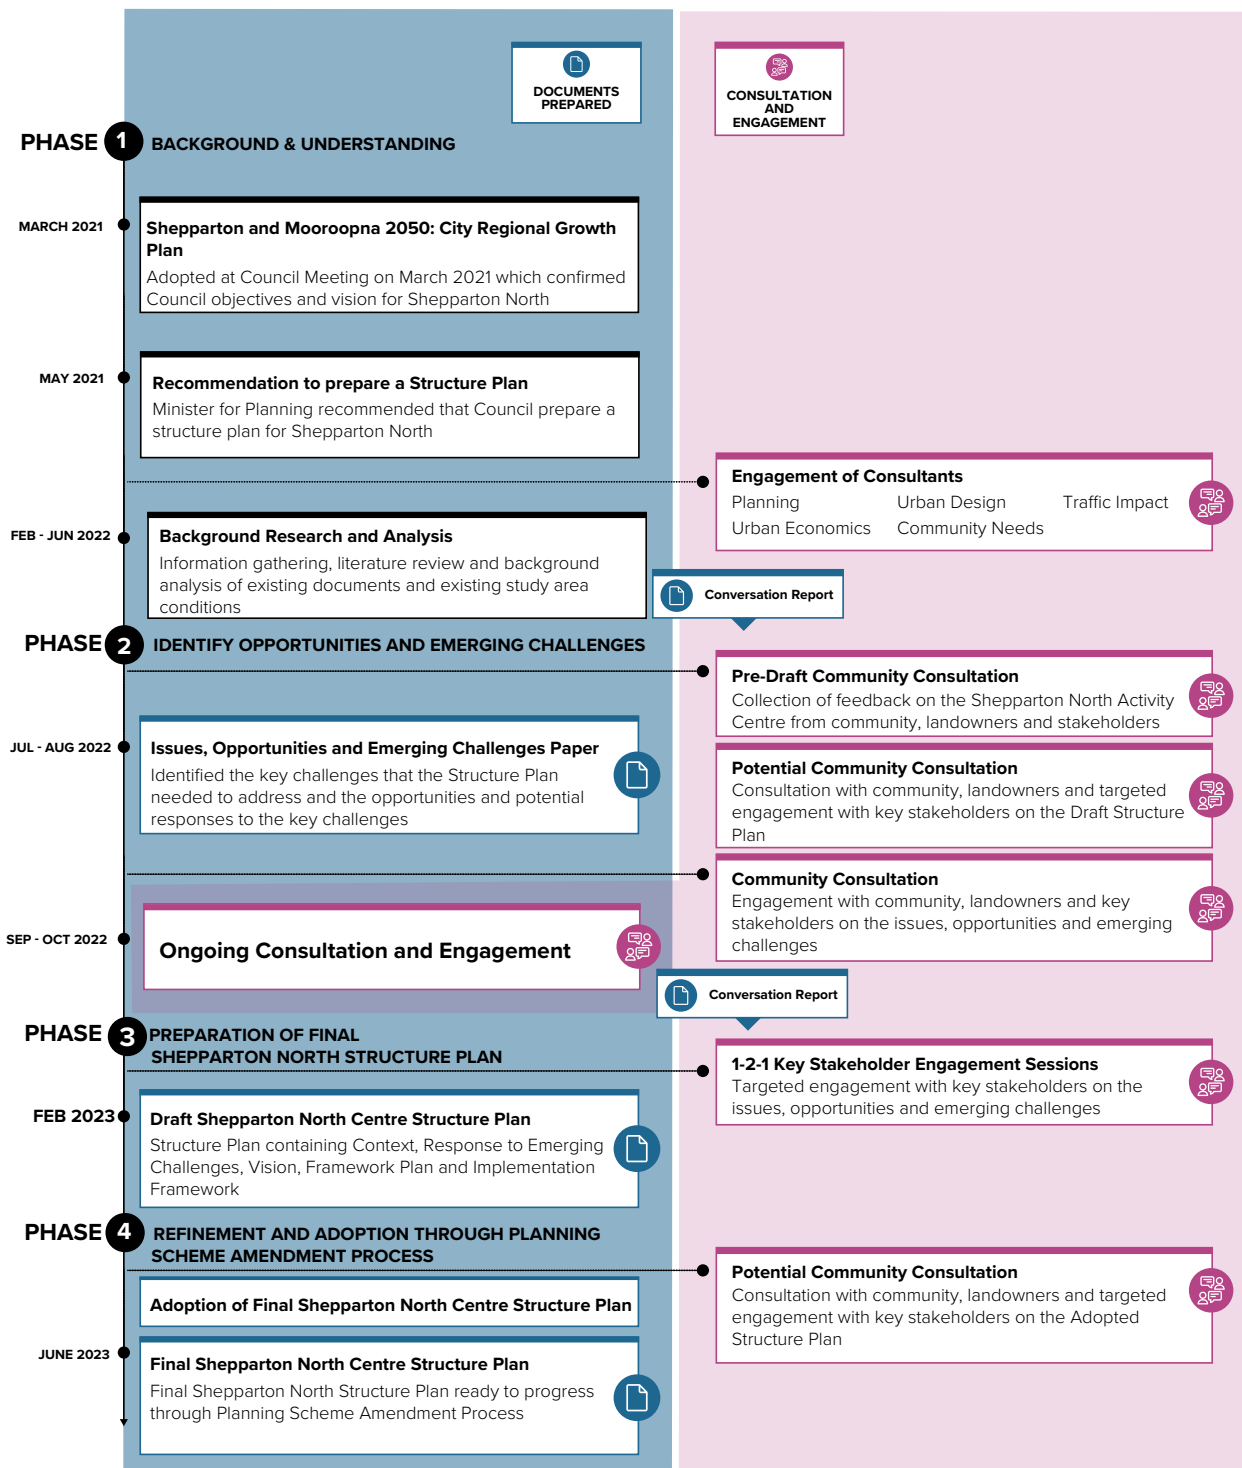 DOCUMENTS
PREPARED
CONSULTATION
AND
ENGAGEMENT
PHASE 1 BACKGROUND & UNDERSTANDING
MARCH 2021
Shepparton and Mooroopna 2050: City Regional Growth
Plan
Adopted at Council Meeting on March 2021 which confirmed
Council objectives and vision for Shepparton North
MAY 2021
Recommendation to prepare a Structure Plan
Minister for Planning recommended that Council prepare a
structure plan for Shepparton North
Engagement of Consultants
Planning Urban Design Traffic Impact
Urban Economics Community Needs
FEB - JUN 2022
Background Research and Analysis
Information gathering, literature review and background
analysis of existing documents and existing study area
conditions
Conversation Report
PHASE 2 IDENTIFY OPPORTUNITIES AND EMERGING CHALLENGES
Pre-Draft Community Consultation
Collection of feedback on the Shepparton North Activity
Centre from community, landowners and stakeholders
JUL - AUG 2022
Issues, Opportunities and Emerging Challenges Paper
Identified the key challenges that the Structure Plan
needed to address and the opportunities and potential
responses to the key challenges
Potential Community Consultation
Consultation with community, landowners and targeted
engagement with key stakeholders on the Draft Structure
Plan
Community Consultation
Engagement with community, landowners and key
stakeholders on the issues, opportunities and emerging
challenges
SEP - OCT 2022
Ongoing Consultation and Engagement
Conversation Report
PHASE 3 PREPARATION OF FINAL
SHEPPARTON NORTH STRUCTURE PLAN
1-2-1 Key Stakeholder Engagement Sessions
Targeted engagement with key stakeholders on the
issues, opportunities and emerging challenges
FEB 2023
Draft Shepparton North Centre Structure Plan
Structure Plan containing Context, Response to Emerging
Challenges, Vision, Framework Plan and Implementation
Framework
PHASE 4 REFINEMENT AND ADOPTION THROUGH PLANNING
SCHEME AMENDMENT PROCESS
Potential Community Consultation
Consultation with community, landowners and targeted
engagement with key stakeholders on the Adopted
Structure Plan
Adoption of Final Shepparton North Centre Structure Plan
JUNE 2023
Final Shepparton North Centre Structure Plan
Final Shepparton North Structure Plan ready to progress
through Planning Scheme Amendment Process